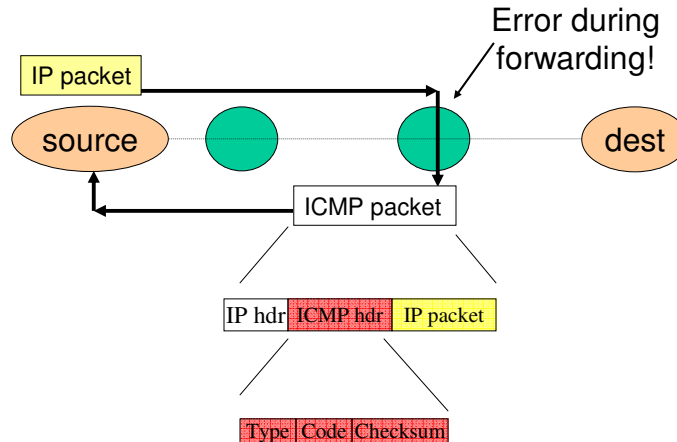 Error during
forwarding!
IP packet
source
dest
ICMP packet
IP hdr ICMP hdr IP packet
Type Code Checksum